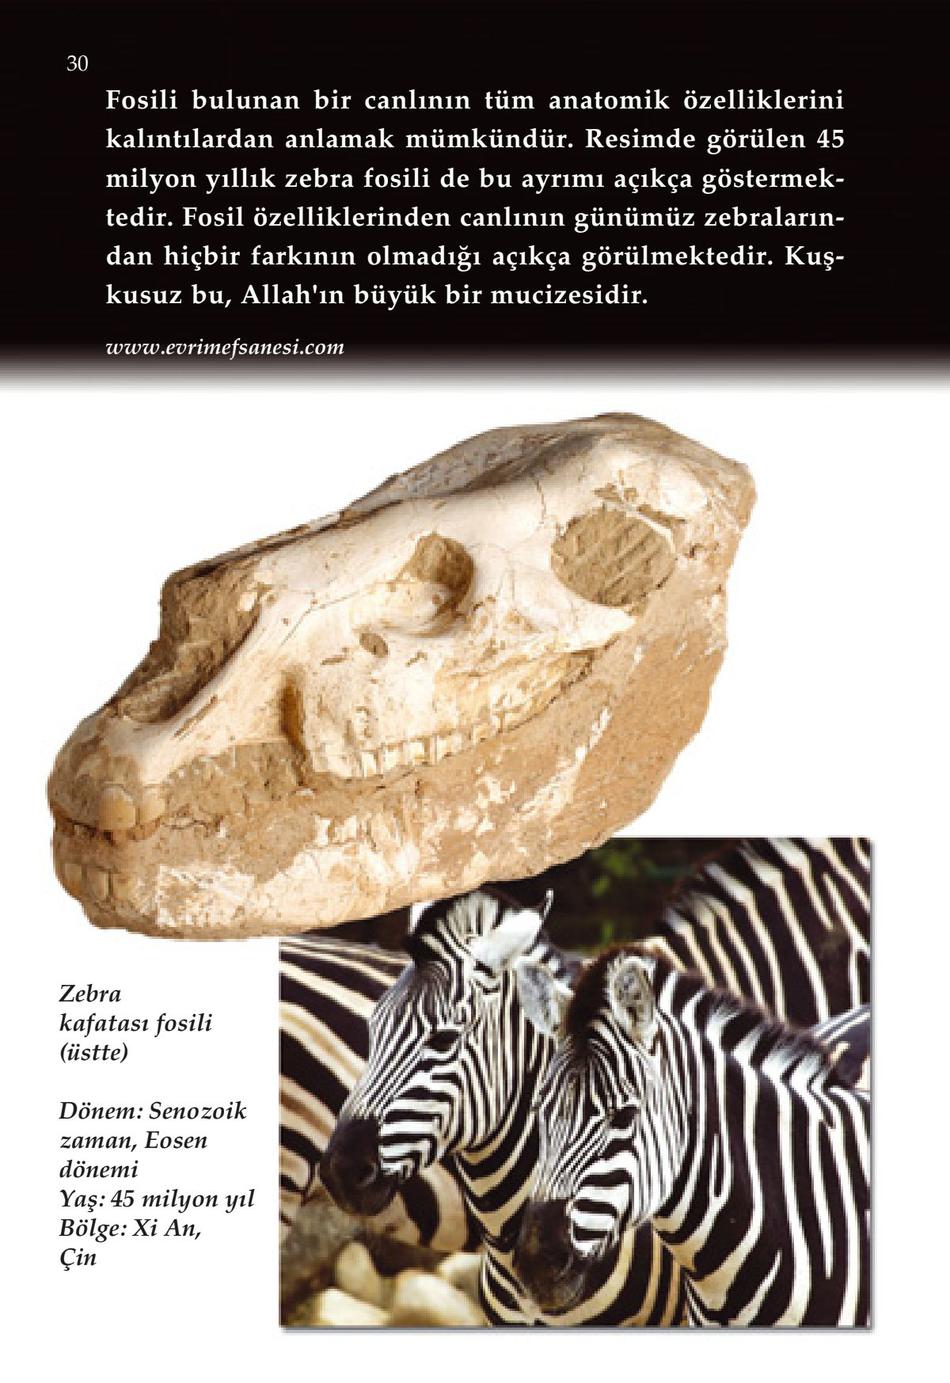 30
Fosili bulunan bir canlının tüm anatomik özelliklerini
kalıntılardan anlamak mümkündür. Resimde görülen 45
milyon yıllık zebra fosili de bu ayrımı açıkça göstermek-
tedir. Fosil özelliklerinden canlının günümüz zebraların-
dan hiçbir farkının olmadığı açıkça görülmektedir. Kuş-
kusuz bu, Allah'ın büyük bir mucizesidir.
www.evrimefsanesi.com
Zebra
kafatası fosili
(üstte)
Dönem: Senozoik
zaman, Eosen
dönemi
Yaş: 45 milyon yıl
Bölge: Xi An,
Çin